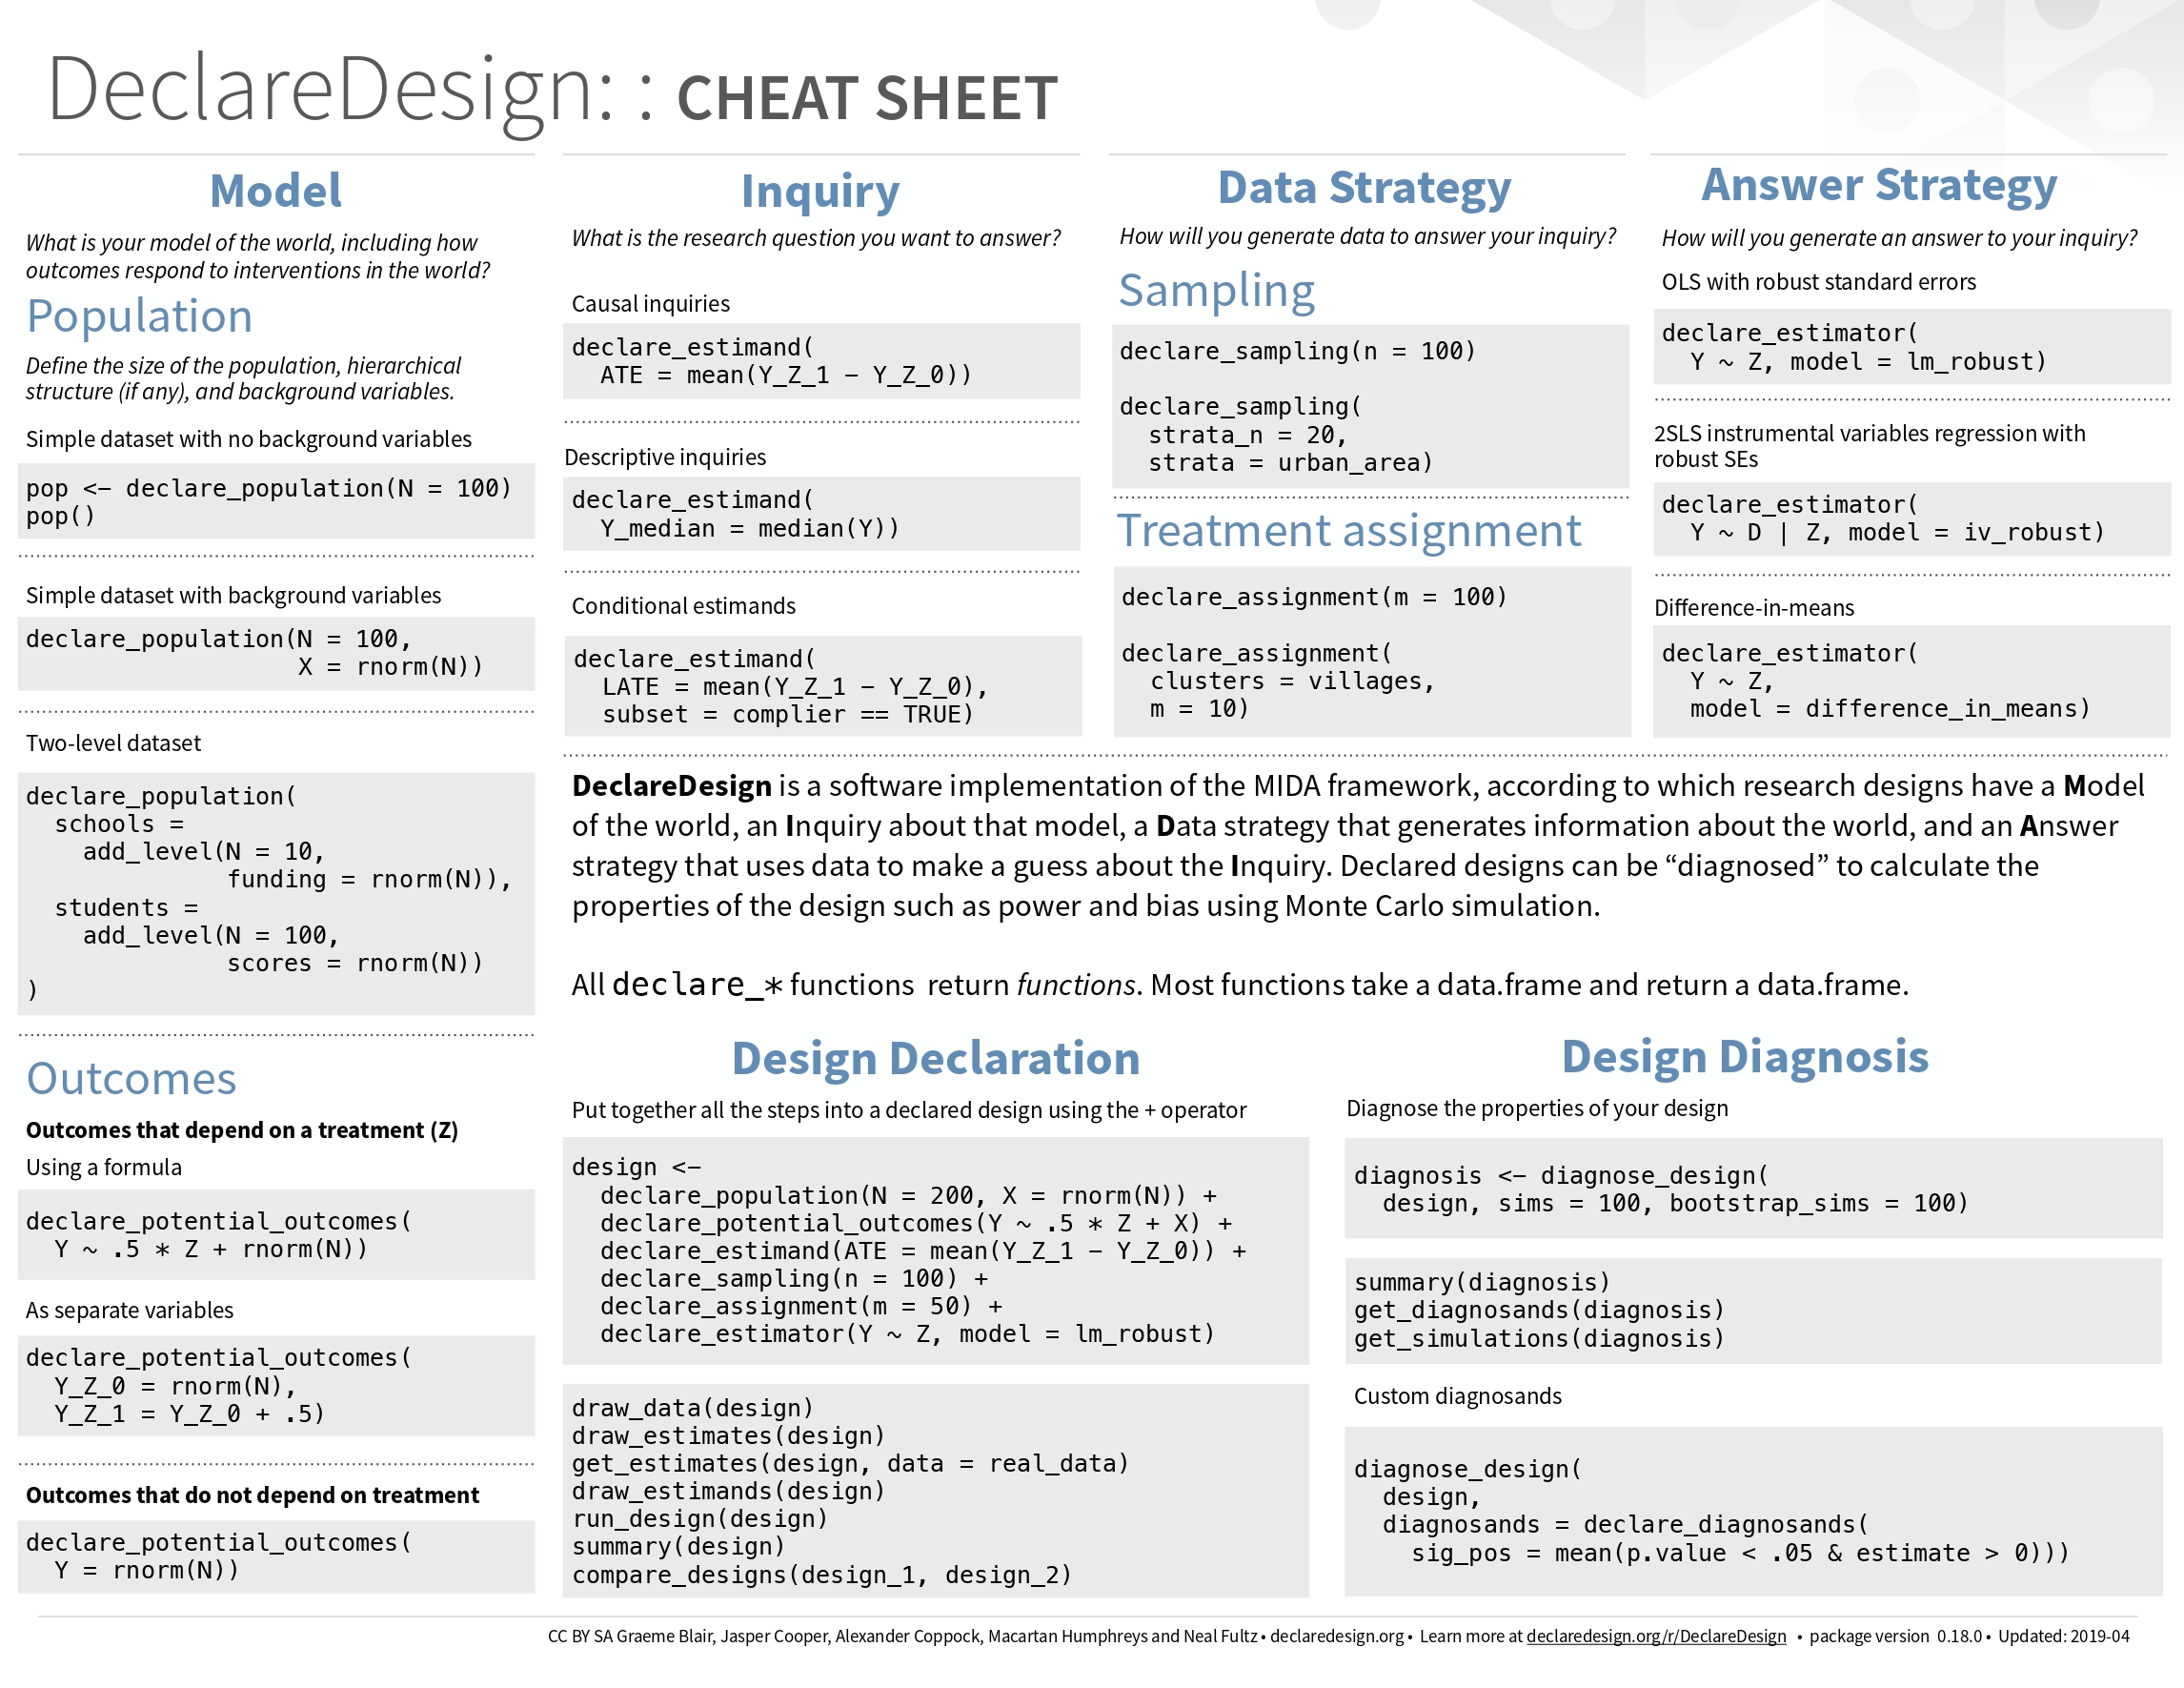 DeclareDesign: : CHEAT SHEET
Model
What is your model of the world, including how
outcomes respond to interventions in the world?
Population
Define the size of the population, hierarchical
structure (if any), and background variables.
Simple dataset with no background variables
pop <− declare_population(N = 100)
pop()
Simple dataset with background variables
declare_population(N = 100,
                   X = rnorm(N))
Two-level dataset
declare_population(
  schools =
    add_level(N = 10,
              funding = rnorm(N)),
  students =
    add_level(N = 100,
              scores = rnorm(N))
)
Outcomes
Outcomes that depend on a treatment (Z)
Using a formula
declare_potential_outcomes(
  Y ~ .5 * Z + rnorm(N))
As separate variables
declare_potential_outcomes(
  Y_Z_0 = rnorm(N),
  Y_Z_1 = Y_Z_0 + .5)
Outcomes that do not depend on treatment
declare_potential_outcomes(
  Y = rnorm(N))
Inquiry
What is the research question you want to answer?
Causal inquiries
declare_estimand(
  ATE = mean(Y_Z_1 − Y_Z_0))
Descriptive inquiries
declare_estimand(
  Y_median = median(Y))
Conditional estimands
declare_estimand(
  LATE = mean(Y_Z_1 − Y_Z_0),
  subset = complier == TRUE)
Data Strategy
How will you generate data to answer your inquiry?
Sampling
declare_sampling(n = 100)
declare_sampling(
  strata_n = 20,
  strata = urban_area)
Treatment assignment
declare_assignment(m = 100)
declare_assignment(
  clusters = villages,
  m = 10)
Answer Strategy
How will you generate an answer to your inquiry?
OLS with robust standard errors
declare_estimator(
  Y ~ Z, model = lm_robust)
2SLS instrumental variables regression with
robust SEs
declare_estimator(
  Y ~ D | Z, model = iv_robust)
Difference-in-means
declare_estimator(
  Y ~ Z,
  model = difference_in_means)
DeclareDesign is a software implementation of the MIDA framework, according to which research designs have a Model
of the world, an Inquiry about that model, a Data strategy that generates information about the world, and an Answer
strategy that uses data to make a guess about the Inquiry. Declared designs can be “diagnosed” to calculate the
properties of the design such as power and bias using Monte Carlo simulation.
All declare_* functions  return functions. Most functions take a data.frame and return a data.frame.
Design Declaration
Put together all the steps into a declared design using the + operator
design <−
  declare_population(N = 200, X = rnorm(N)) +
  declare_potential_outcomes(Y ~ .5 * Z + X) +
  declare_estimand(ATE = mean(Y_Z_1 − Y_Z_0)) +
  declare_sampling(n = 100) +
  declare_assignment(m = 50) +
  declare_estimator(Y ~ Z, model = lm_robust)
draw_data(design)
draw_estimates(design)
get_estimates(design, data = real_data)
draw_estimands(design)
run_design(design)
summary(design)
compare_designs(design_1, design_2)
Design Diagnosis
Diagnose the properties of your design
diagnosis <− diagnose_design(
  design, sims = 100, bootstrap_sims = 100)
summary(diagnosis)
get_diagnosands(diagnosis)
get_simulations(diagnosis)
Custom diagnosands
diagnose_design(
  design,
  diagnosands = declare_diagnosands(
    sig_pos = mean(p.value < .05 & estimate > 0)))
CC BY SA Graeme Blair, Jasper Cooper, Alexander Coppock, Macartan Humphreys and Neal Fultz • declaredesign.org • Learn more at declaredesign.org/r/DeclareDesign • package version 0.18.0 • Updated: 2019-04